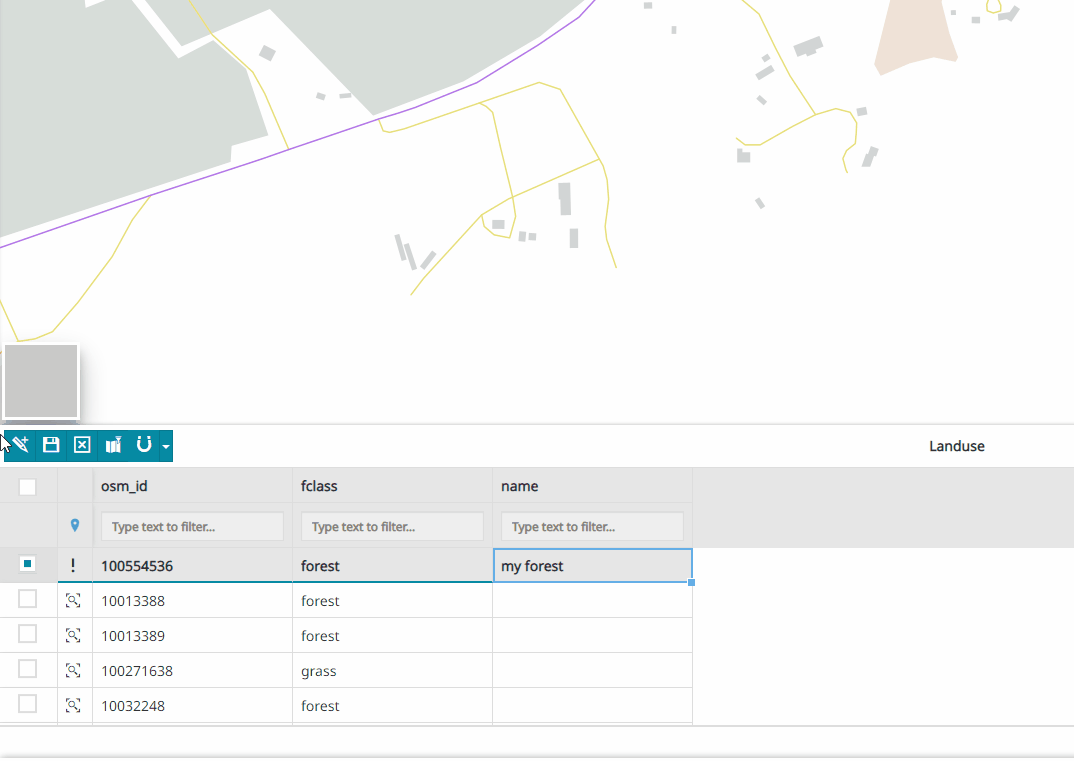 Landuse
osm_id fclass name
Type text to filter... Type text to filter... Type text to filter...
! 100554536 forest my forest
10013388 forest
10013389 forest
100271638 grass
10032248 forest